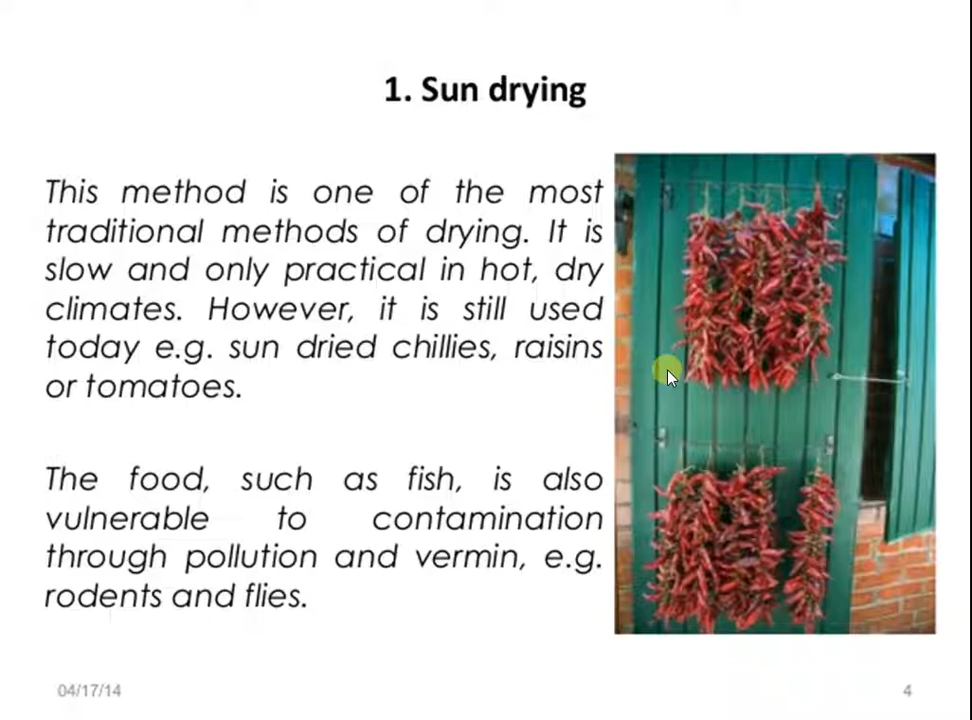 1. Sun drying
This method is one of the most
traditional methods of drying. It is
slow and only practical in hot, dry
climates. However, it is still used
today e.g. sun dried chillies, raisins
or tomatoes.
The food, such as fish, is also
vulnerable to contamination
through pollution and vermin, e.g.
rodents and flies.
04/17/14
4